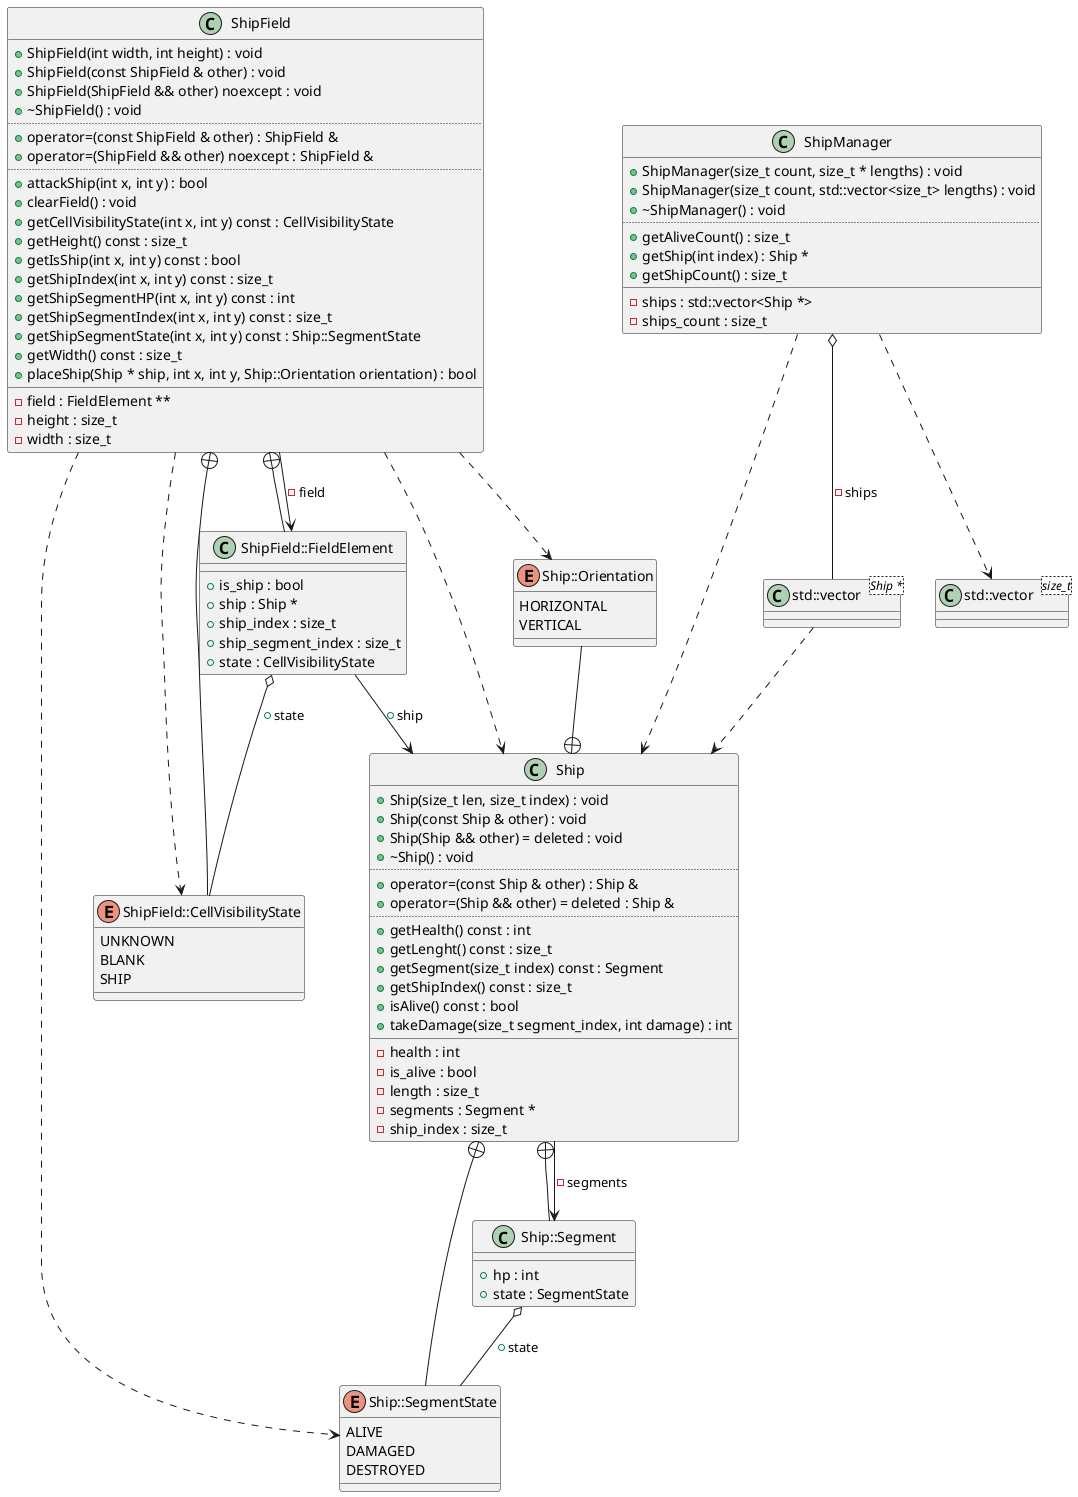 ShipField
ShipField(int width, int height) : void
ShipField(const ShipField & other) : void
ShipField(ShipField && other) noexcept : void
~ShipField() : void
operator=(const ShipField & other) : ShipField &
operator=(ShipField && other) noexcept : ShipField &
attackShip(int x, int y) : bool
clearField() : void
getCellVisibilityState(int x, int y) const : CellVisibilityState
getHeight() const : size_t
getIsShip(int x, int y) const : bool
getShipIndex(int x, int y) const : size_t
getShipSegmentHP(int x, int y) const : int
getShipSegmentIndex(int x, int y) const : size_t
getShipSegmentState(int x, int y) const : Ship::SegmentState
getWidth() const : size_t
placeShip(Ship * ship, int x, int y, Ship::Orientation orientation) : bool
field : FieldElement **
height : size_t
width : size_t
ShipManager
ShipManager(size_t count, size_t * lengths) : void
ShipManager(size_t count, std::vector<size_t> lengths) : void
~ShipManager() : void
getAliveCount() : size_t
getShip(int index) : Ship *
getShipCount() : size_t
ships : std::vector<Ship *>
ships_count : size_t
field
ships
ShipField::FieldElement
is_ship : bool
ship : Ship *
ship_index : size_t
ship_segment_index : size_t
state : CellVisibilityState
Ship::Orientation
HORIZONTAL
VERTICAL
std::vector
Ship *
std::vector
size_t
state
ship
Ship
Ship(size_t len, size_t index) : void
Ship(const Ship & other) : void
Ship(Ship && other) = deleted : void
~Ship() : void
operator=(const Ship & other) : Ship &
operator=(Ship && other) = deleted : Ship &
getHealth() const : int
getLenght() const : size_t
getSegment(size_t index) const : Segment
getShipIndex() const : size_t
isAlive() const : bool
takeDamage(size_t segment_index, int damage) : int
health : int
is_alive : bool
length : size_t
segments : Segment *
ship_index : size_t
ShipField::CellVisibilityState
UNKNOWN
BLANK
SHIP
segments
Ship::Segment
hp : int
state : SegmentState
state
Ship::SegmentState
ALIVE
DAMAGED
DESTROYED